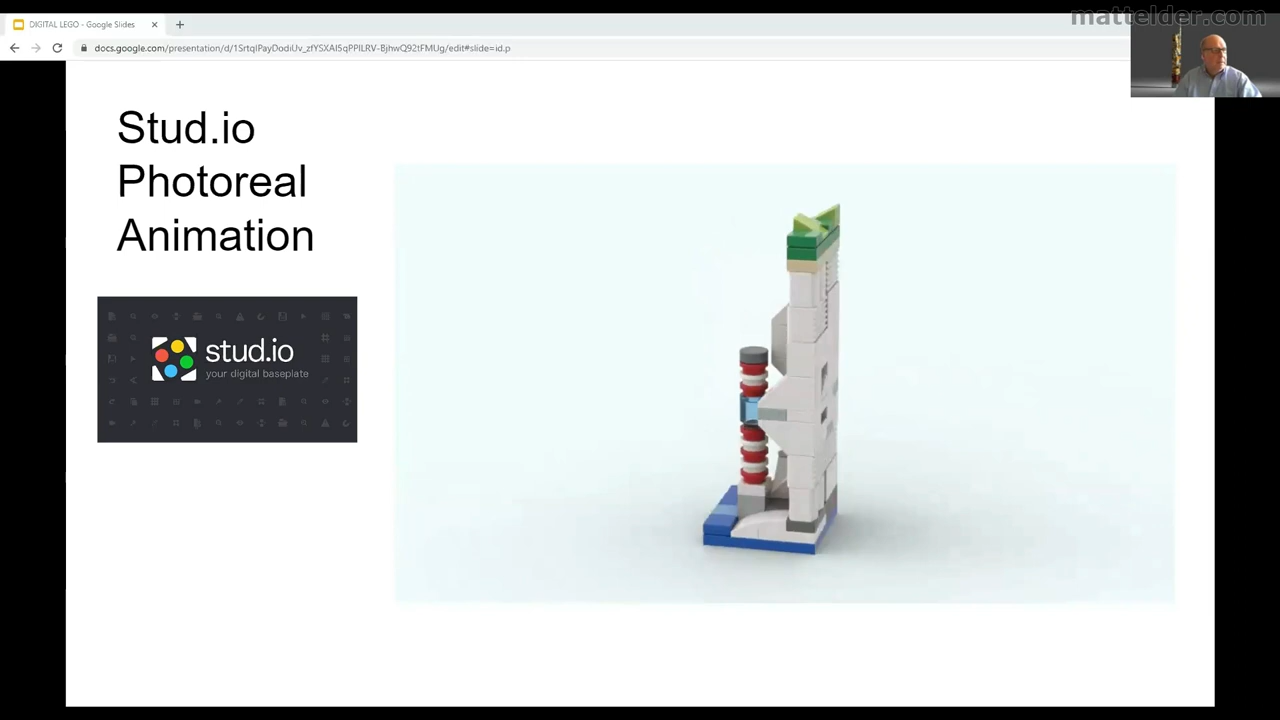 mattelder.com
DIGITAL LEGO - Google Slides
docs.google.com/presentation/d/1SrtqlPayDodiUv_zfYSXAl5qPPlLRV-BjhwQ92tFMUg/edit#slide=id.p
Stud.io
Photoreal
Animation
stud.io
your digital baseplate